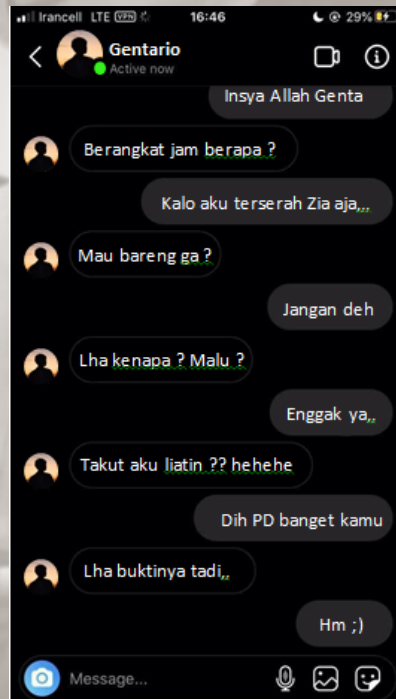 Irancell LTE VPN 16:46 29%
Gentario
Active now
Insya Allah Genta
Berangkat jam berapa ?
Kalo aku terserah Zia aja,,,
Mau bareng ga ?
Jangan deh
Lha kenapa ? Malu ?
Enggak ya,,
Takut aku liatin ?? hehehe
Dih PD banget kamu
Lha buktinya tadi,,
Hm ;)
Message...